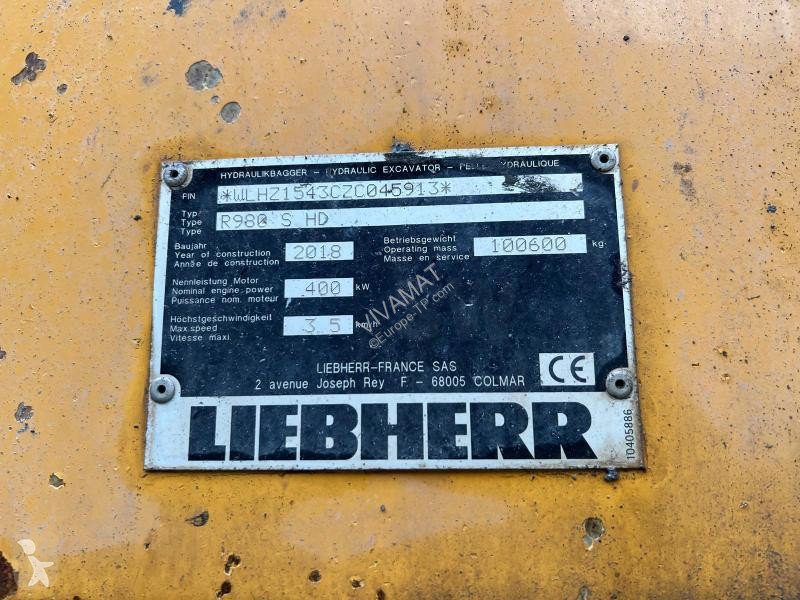 HYDRAULIKBAGGER - HYDRAULIC EXCAVATOR - HYDRAULIQUE
PIN *WLHZ1543CZC045913*
Typ
Type R980 S HD
Type
Baujahr
Year of construction 2018
Année de construction
Betriebsgewicht
Operating mass 100600 kg
Masse en service
Nennleistung Motor
Nominal engine power 400 kW
Puissance nom. moteur
Höchstgeschwindigkeit
Max.speed 3.5 km/h
Vitesse maxi.
VIVAMAT
©Europe-TP.com
LIEBHERR-FRANCE SAS
2 avenue Joseph Rey F - 68005 COLMAR
CE
LIEBHERR
10405886